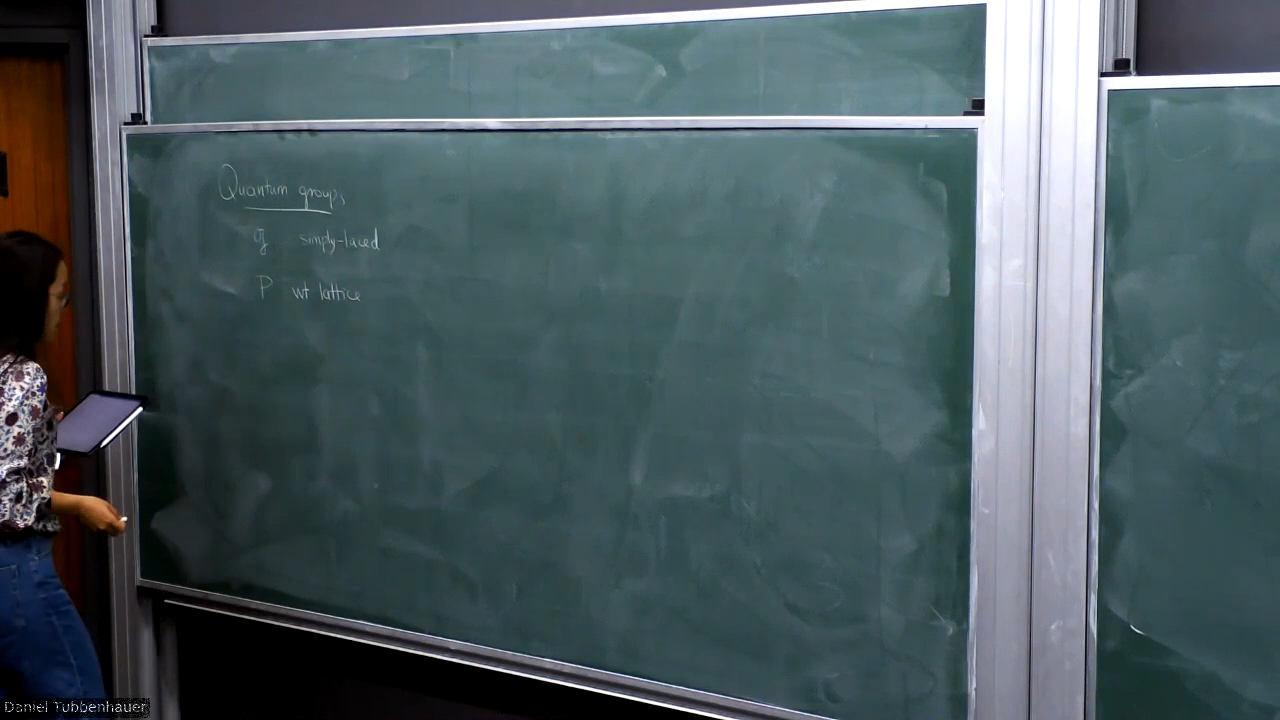 Quantum groups
𝔤 simply-laced
P wt lattice
Daniel Tubbenhauer